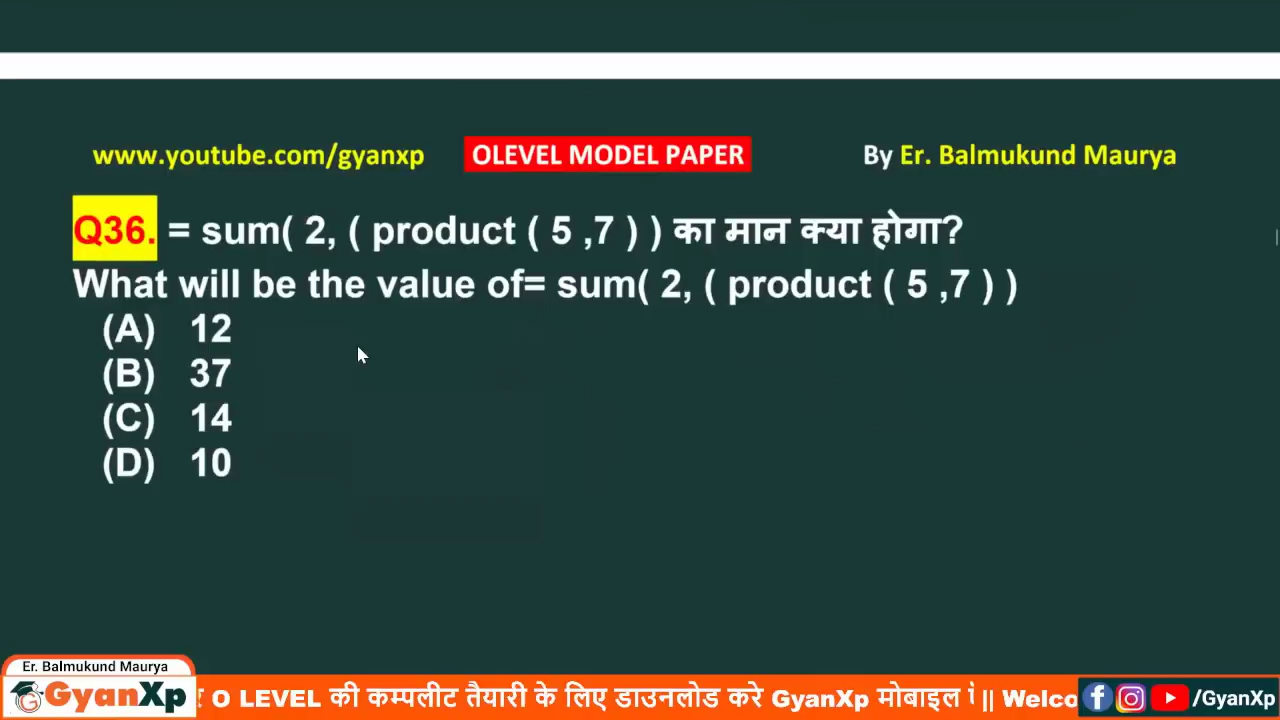 www.youtube.com/gyanxp OLEVEL MODEL PAPER By Er. Balmukund Maurya
Q36. = sum( 2, ( product ( 5 ,7 ) ) का मान क्या होगा?
What will be the value of= sum( 2, ( product ( 5 ,7 ) )
(A) 12
(B) 37
(C) 14
(D) 10
Er. Balmukund Maurya
GyanXp
O LEVEL की कम्पलीट तैयारी के लिए डाउनलोड करे GyanXp मोबाइल || Welco
/GyanXp